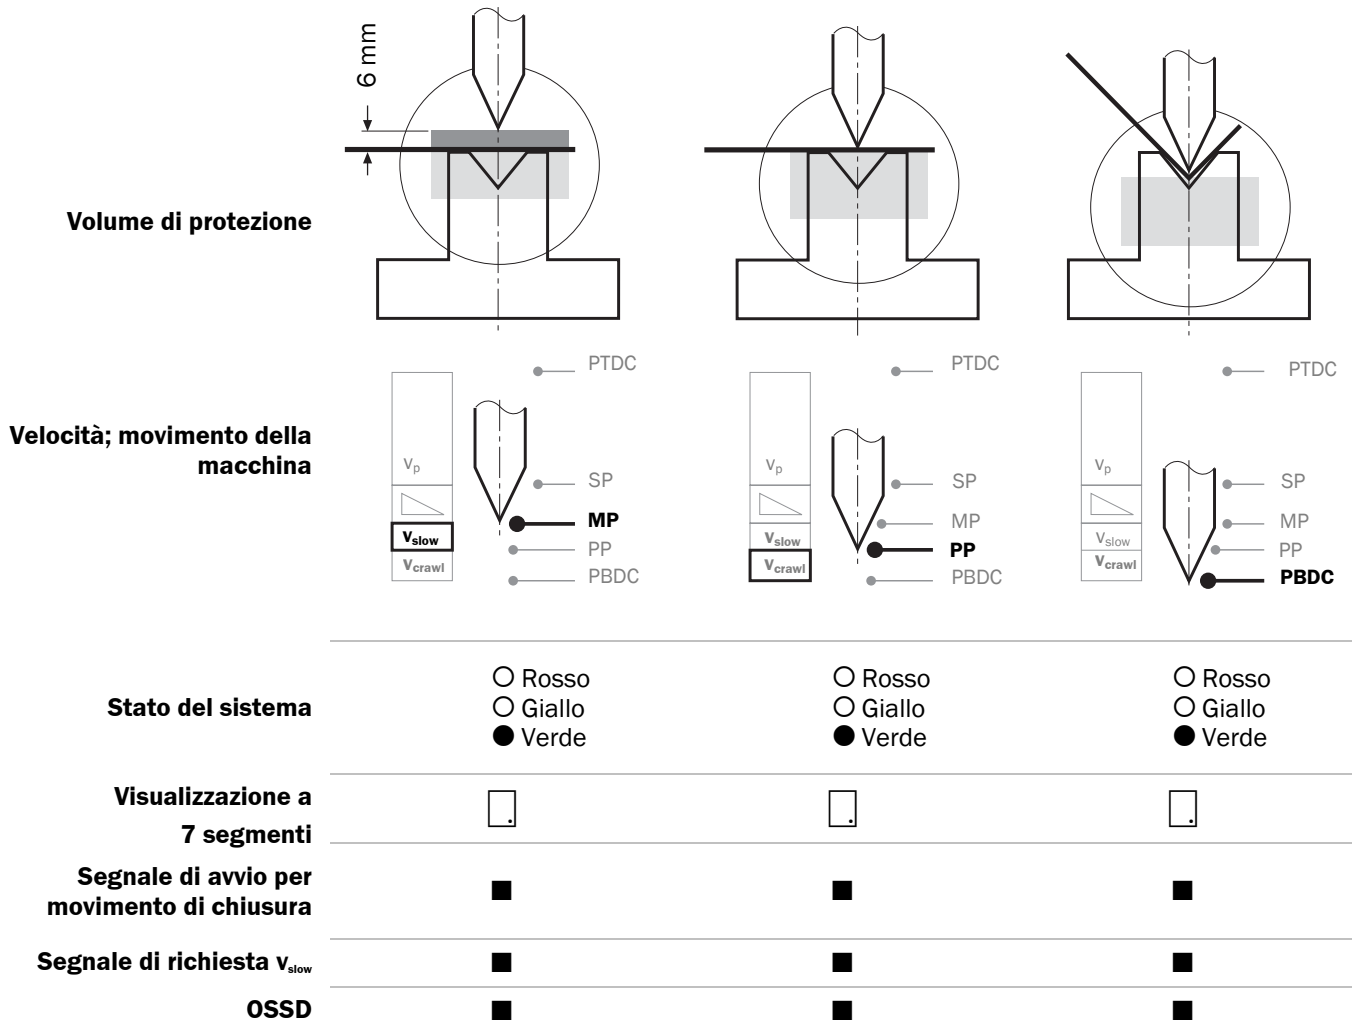 6 mm
Volume di protezione
Velocità; movimento della
macchina
PTDC
Vp
SP
Vslow
MP
PP
Vcrawl
PBDC
PTDC
Vp
SP
MP
Vslow
PP
Vcrawl
PBDC
PTDC
Vp
SP
MP
Vslow
PP
Vcrawl
PBDC
Stato del sistema
Rosso
Giallo
Verde
Rosso
Giallo
Verde
Rosso
Giallo
Verde
Visualizzazione a
7 segmenti
Segnale di avvio per
movimento di chiusura
Segnale di richiesta Vslow
OSSD